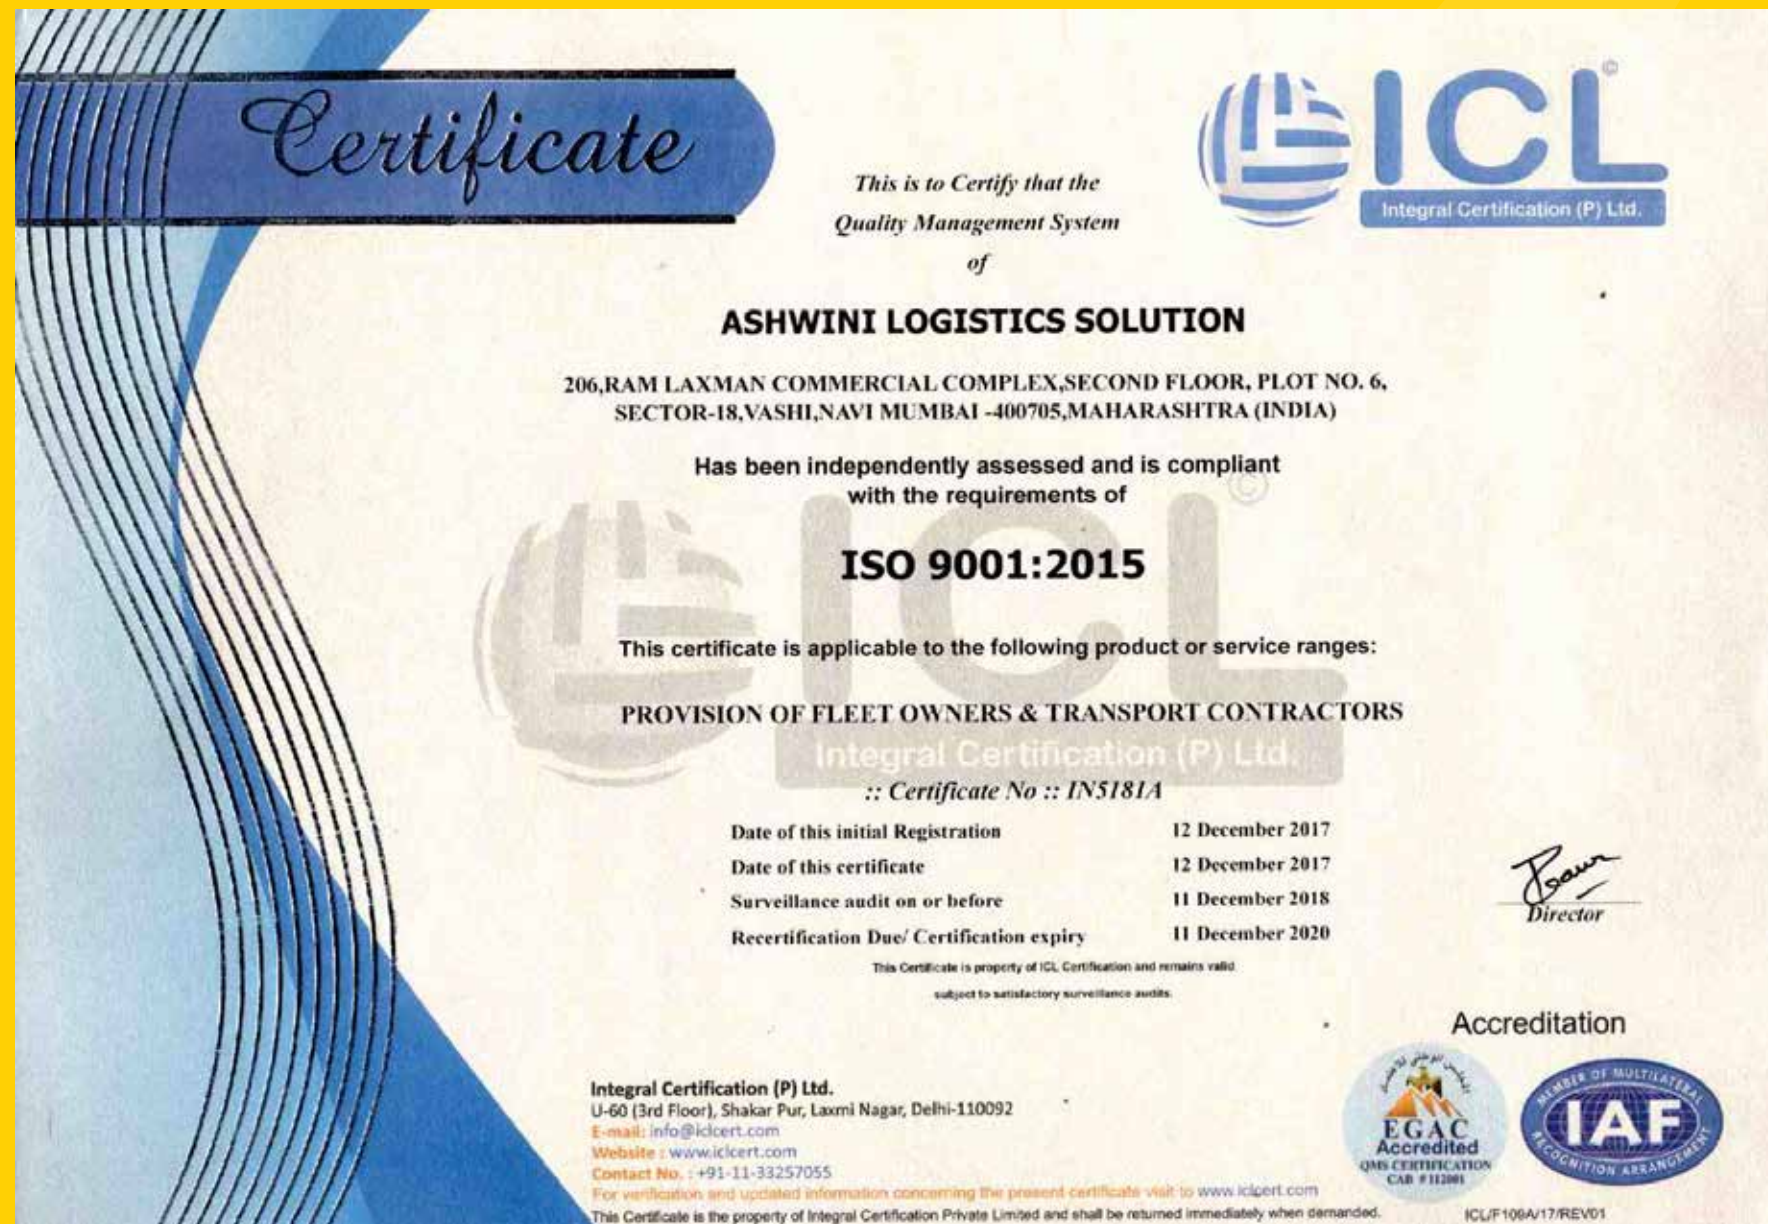 Certificate
ICL
©
Integral Certification (P) Ltd.
This is to Certify that the
Quality Management System
of
ASHWINI LOGISTICS SOLUTION
206,RAM LAXMAN COMMERCIAL COMPLEX,SECOND FLOOR, PLOT NO. 6,
SECTOR-18,VASHI,NAVI MUMBAI -400705,MAHARASHTRA (INDIA)
Has been independently assessed and is compliant
with the requirements of
ICL
©
ISO 9001:2015
This certificate is applicable to the following product or service ranges:
PROVISION OF FLEET OWNERS & TRANSPORT CONTRACTORS
Integral Certification (P) Ltd.
:: Certificate No :: IN5181A
Date of this initial Registration 12 December 2017
Date of this certificate 12 December 2017
Surveillance audit on or before 11 December 2018
Recertification Due/ Certification expiry 11 December 2020
Director
This Certificate is property of ICL Certification and remains valid
subject to satisfactory surveillance audits.
Accreditation
EGAC
Accredited
QMS CERTIFICATION
CAB # 112001
MEMBER OF MULTILATERAL
IAF
RECOGNITION ARRANGEMENT
Integral Certification (P) Ltd.
U-60 (3rd Floor), Shakar Pur, Laxmi Nagar, Delhi-110092
E-mail: info@iclcert.com
Website : www.iclcert.com
Contact No. : +91-11-33257055
For verification and updated information concerning the present certificate visit to www.iclcert.com
This Certificate is the property of Integral Certification Private Limited and shall be returned immediately when demanded.
ICL/F109A/17/REV01